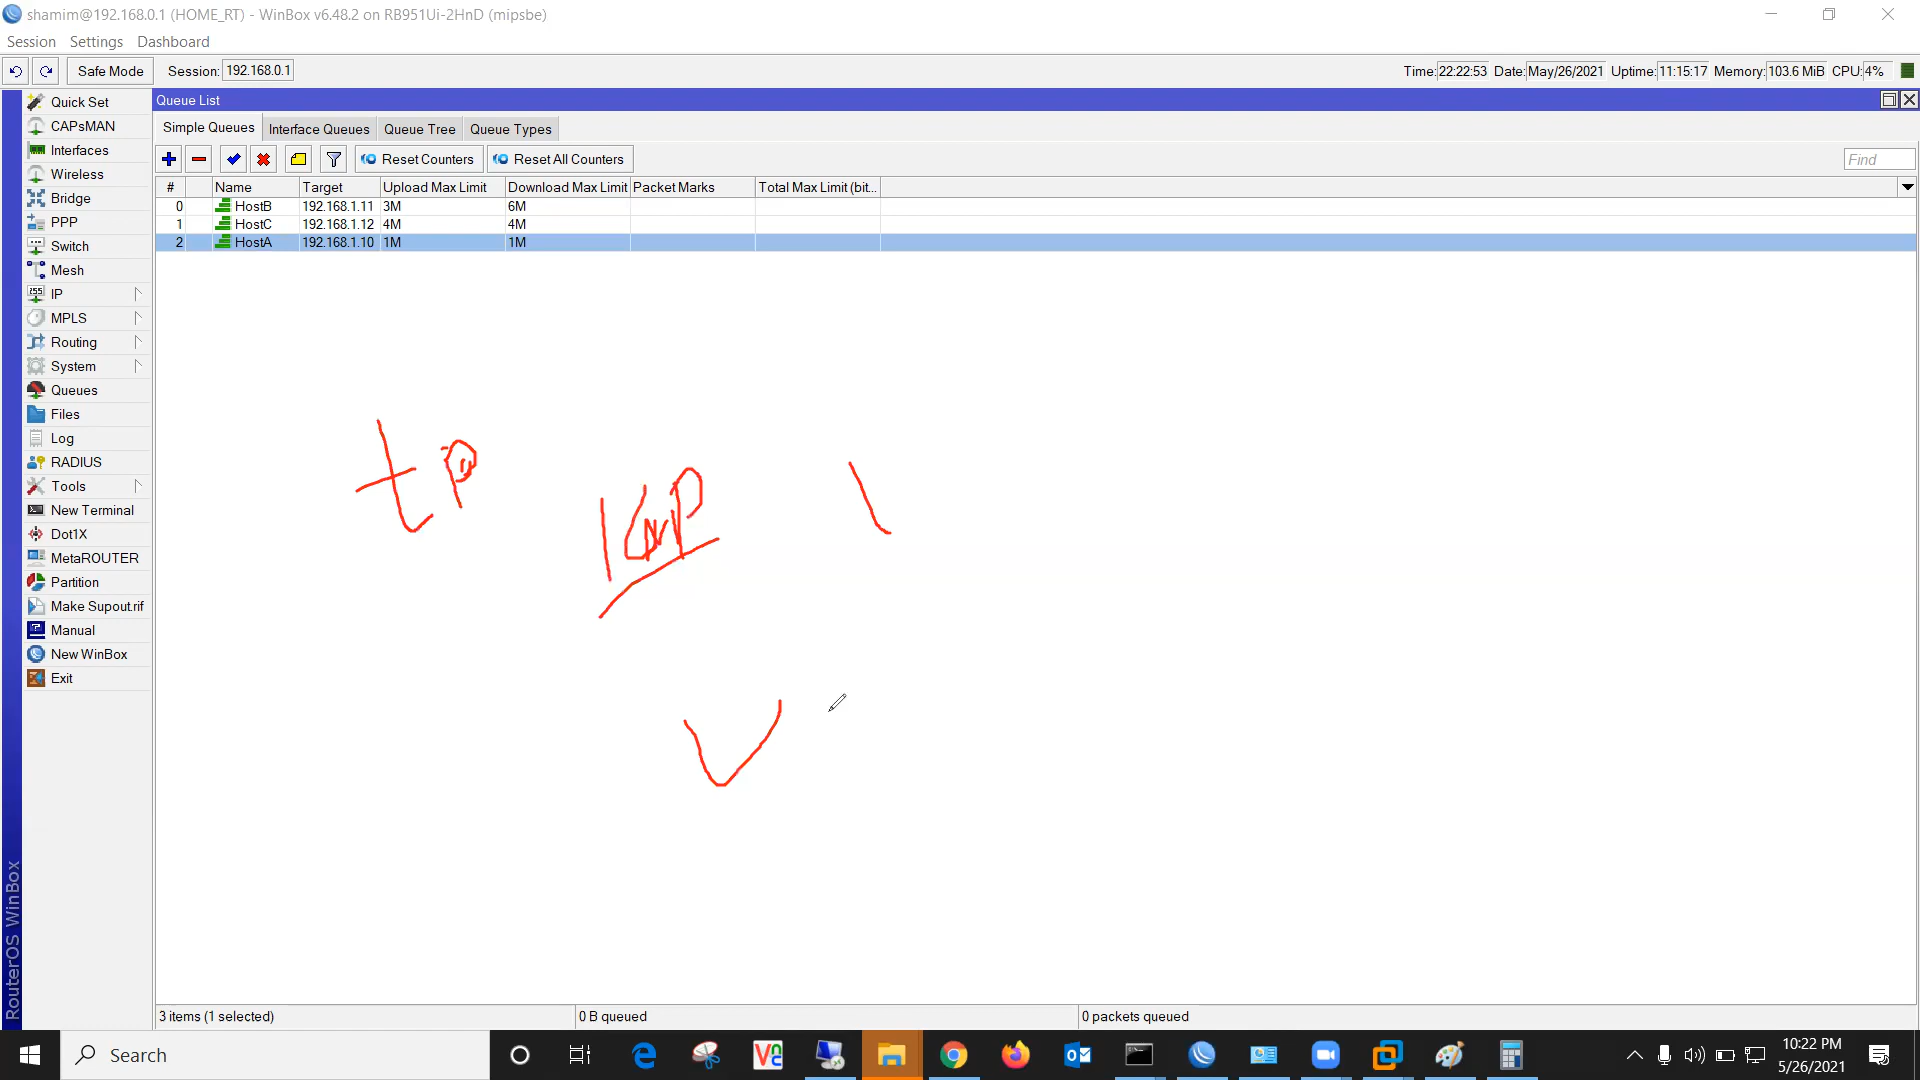 shamim@192.168.0.1 (HOME_RT) - WinBox v6.48.2 on RB951Ui-2HnD (mipsbe)
Session Settings Dashboard
Safe Mode Session: 192.168.0.1 Time: 22:22:53 Date: May/26/2021 Uptime: 11:15:17 Memory: 103.6 MiB CPU: 4%
Queue List
Simple Queues Interface Queues Queue Tree Queue Types
Reset Counters Reset All Counters Find
# Name Target Upload Max Limit Download Max Limit Packet Marks Total Max Limit (bit...
0 HostB 192.168.1.11 3M 6M
1 HostC 192.168.1.12 4M 4M
2 HostA 192.168.1.10 1M 1M
Quick Set
CAPsMAN
Interfaces
Wireless
Bridge
PPP
Switch
Mesh
IP
MPLS
Routing
System
Queues
Files
Log
RADIUS
Tools
New Terminal
Dot1X
MetaROUTER
Partition
Make Supout.rif
Manual
New WinBox
Exit
RouterOS WinBox
3 items (1 selected) 0 B queued 0 packets queued
Search
10:22 PM
5/26/2021